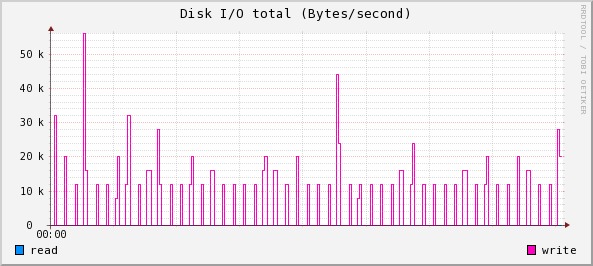 Disk I/O total (Bytes/second)
RRDTOOL / TOBI OETIKER
50 k
40 k
30 k
20 k
10 k
0
00:00
read
write